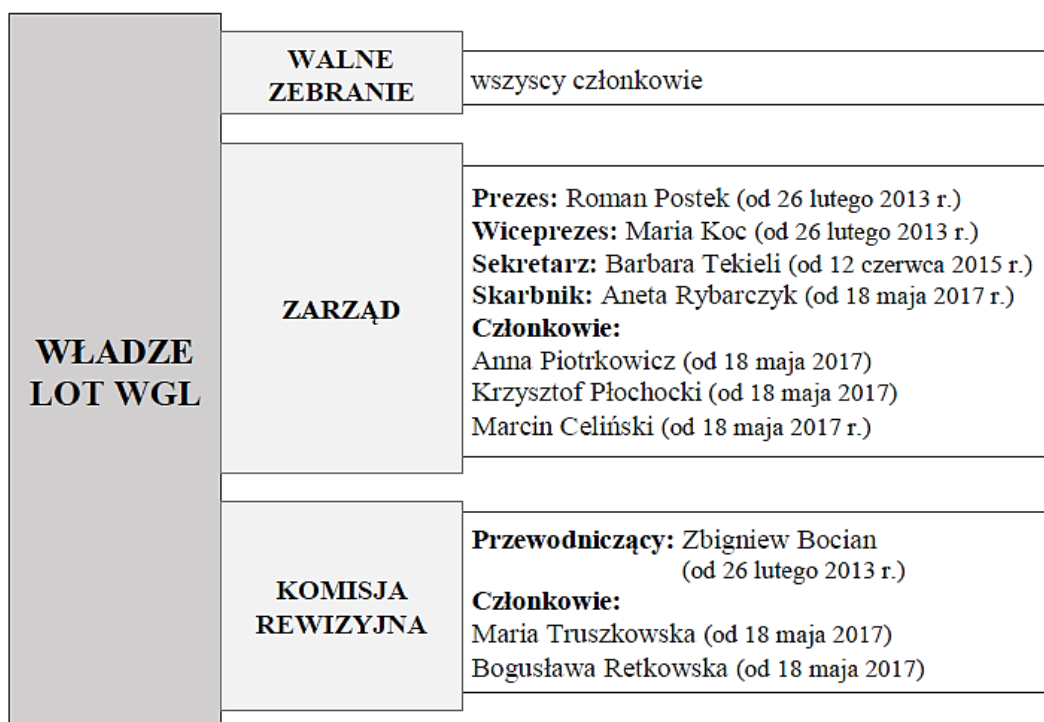 WŁADZE
LOT WGL
WALNE
ZEBRANIE
wszyscy członkowie
ZARZĄD
Prezes: Roman Postek (od 26 lutego 2013 r.)
Wiceprezes: Maria Koc (od 26 lutego 2013 r.)
Sekretarz: Barbara Tekieli (od 12 czerwca 2015 r.)
Skarbnik: Aneta Rybarczyk (od 18 maja 2017 r.)
Członkowie:
Anna Piotrkowicz (od 18 maja 2017)
Krzysztof Płochocki (od 18 maja 2017)
Marcin Celiński (od 18 maja 2017 r.)
KOMISJA
REWIZYJNA
Przewodniczący: Zbigniew Bocian
(od 26 lutego 2013 r.)
Członkowie:
Maria Truszkowska (od 18 maja 2017)
Bogusława Retkowska (od 18 maja 2017)